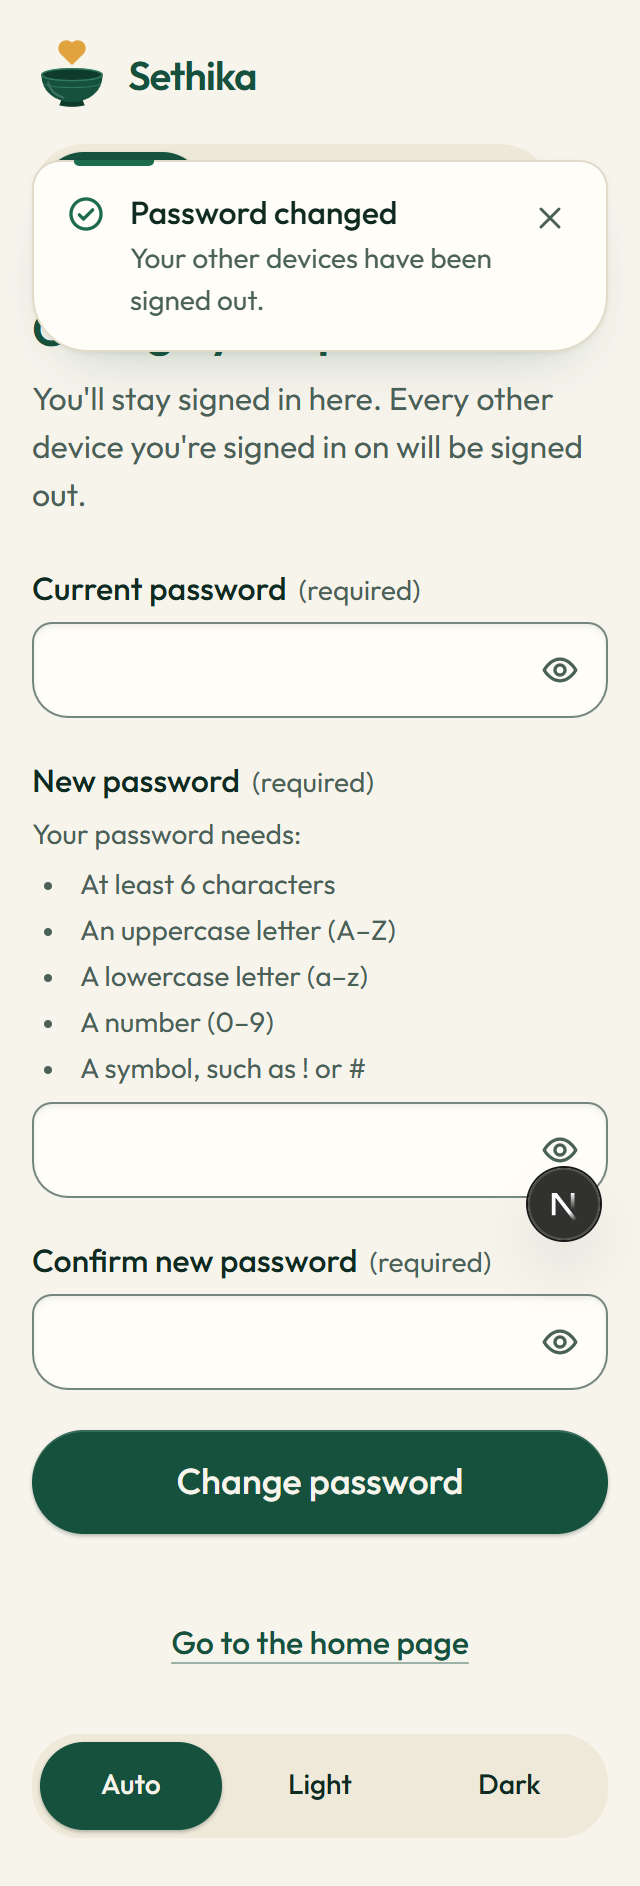 Sethika
Password changed
Your other devices have been
signed out.
You'll stay signed in here. Every other
device you're signed in on will be signed
out.
Current password (required)
New password (required)
Your password needs:
• At least 6 characters
• An uppercase letter (A–Z)
• A lowercase letter (a–z)
• A number (0–9)
• A symbol, such as ! or #
N
Confirm new password (required)
Change password
Go to the home page
Auto Light Dark